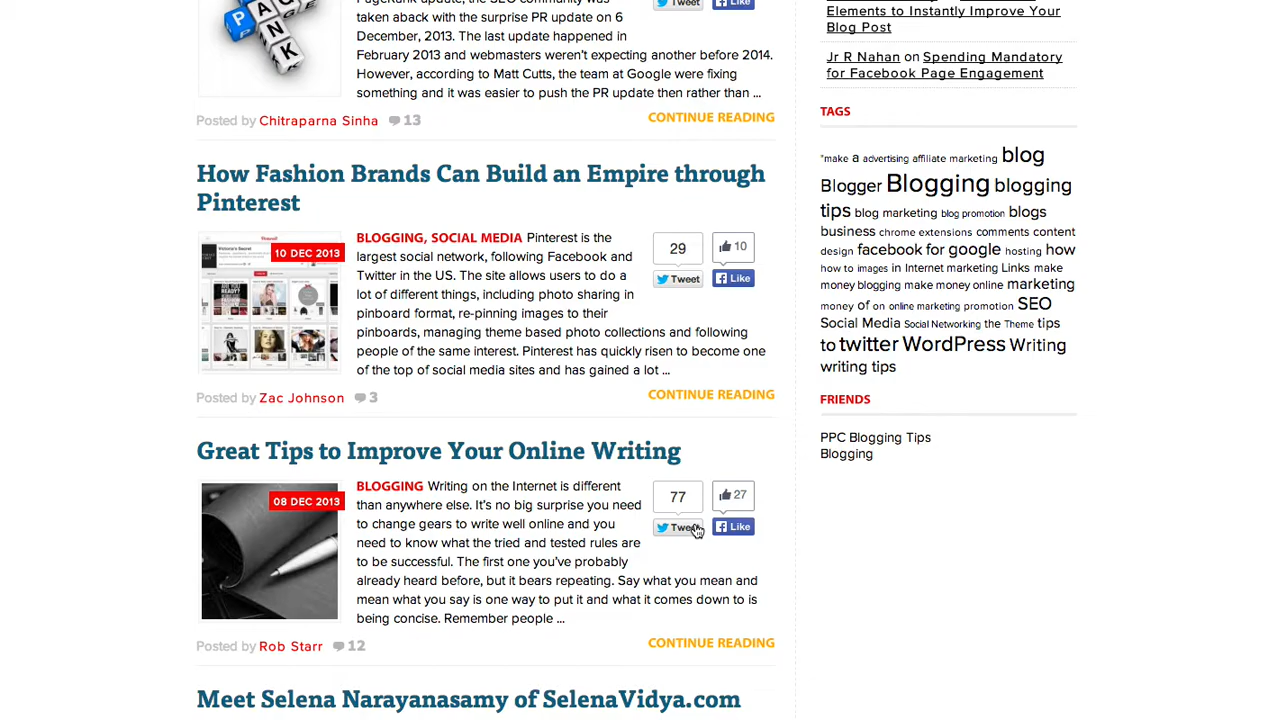 PageRank update, the SEO community was
taken aback with the surprise PR update on 6
December, 2013. The last update happened in
February 2013 and webmasters weren't expecting another before 2014.
However, according to Matt Cutts, the team at Google were fixing
something and it was easier to push the PR update then rather than ...
Tweet
Like
P A G E
A
N
K
Posted by Chitraparna Sinha 13
CONTINUE READING
How Fashion Brands Can Build an Empire through
Pinterest
10 DEC 2013
BLOGGING, SOCIAL MEDIA Pinterest is the
largest social network, following Facebook and
Twitter in the US. The site allows users to do a
lot of different things, including photo sharing in
pinboard format, re-pinning images to their
pinboards, managing theme based photo collections and following
people of the same interest. Pinterest has quickly risen to become one
of the top of social media sites and has gained a lot ...
29
10
Tweet
Like
Posted by Zac Johnson 3
CONTINUE READING
Great Tips to Improve Your Online Writing
08 DEC 2013
BLOGGING Writing on the Internet is different
than anywhere else. It's no big surprise you need
to change gears to write well online and you
need to know what the tried and tested rules are
to be successful. The first one you've probably
already heard before, but it bears repeating. Say what you mean and
mean what you say is one way to put it and what it comes down to is
being concise. Remember people ...
77
27
Tweet
Like
Posted by Rob Starr 12
CONTINUE READING
Meet Selena Narayanasamy of SelenaVidya.com
Elements to Instantly Improve Your
Blog Post
Jr R Nahan on Spending Mandatory
for Facebook Page Engagement
TAGS
"make a advertising affiliate marketing blog
Blogger Blogging blogging
tips blog marketing blog promotion blogs
business chrome extensions comments content
design facebook for google hosting how
how to images in Internet marketing Links make
money blogging make money online marketing
money of on online marketing promotion SEO
Social Media Social Networking the Theme tips
to twitter WordPress Writing
writing tips
FRIENDS
PPC Blogging Tips
Blogging